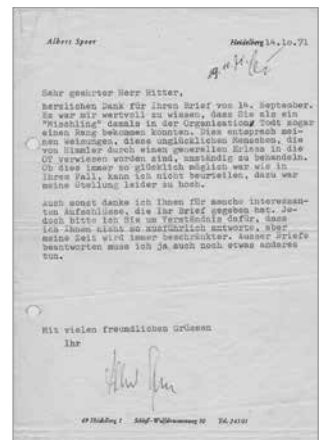 Albert Speer
Heidelberg 14.10.71
Sehr geehrter Herr Ritter,
herzlichen Dank für Ihren Brief vom 14. September.
Es war mir wertvoll zu wissen, dass Sie als ein
"Mischling" damals in der Organisation Todt sogar
einen Rang bekommen konnten. Dies entsprach mei-
nen Weisungen, diese unglücklichen Menschen, die
von Himmler durch einen generellen Erlass in die
OT verwiesen worden sind, anständig zu behandeln.
Ob dies immer so glücklich möglich war wie in
Ihrem Fall, kann ich nicht beurteilen, dazu war
meine Stellung leider zu hoch.
Auch sonst danke ich Ihnen für manche interessan-
ten Aufschlüsse, die Ihr Brief gegeben hat. Je-
doch bitte ich Sie um Verständnis dafür, dass
ich Ihnen nicht so ausführlich antworte, aber
meine Zeit wird immer beschränkter. Ausser Briefe
beantworten muss ich ja auch noch etwas anderes
tun.
Mit vielen freundlichen Grüssen
Ihr
69 Heidelberg 1 Schloß-Wolfsbrunnenweg 50 Tel.